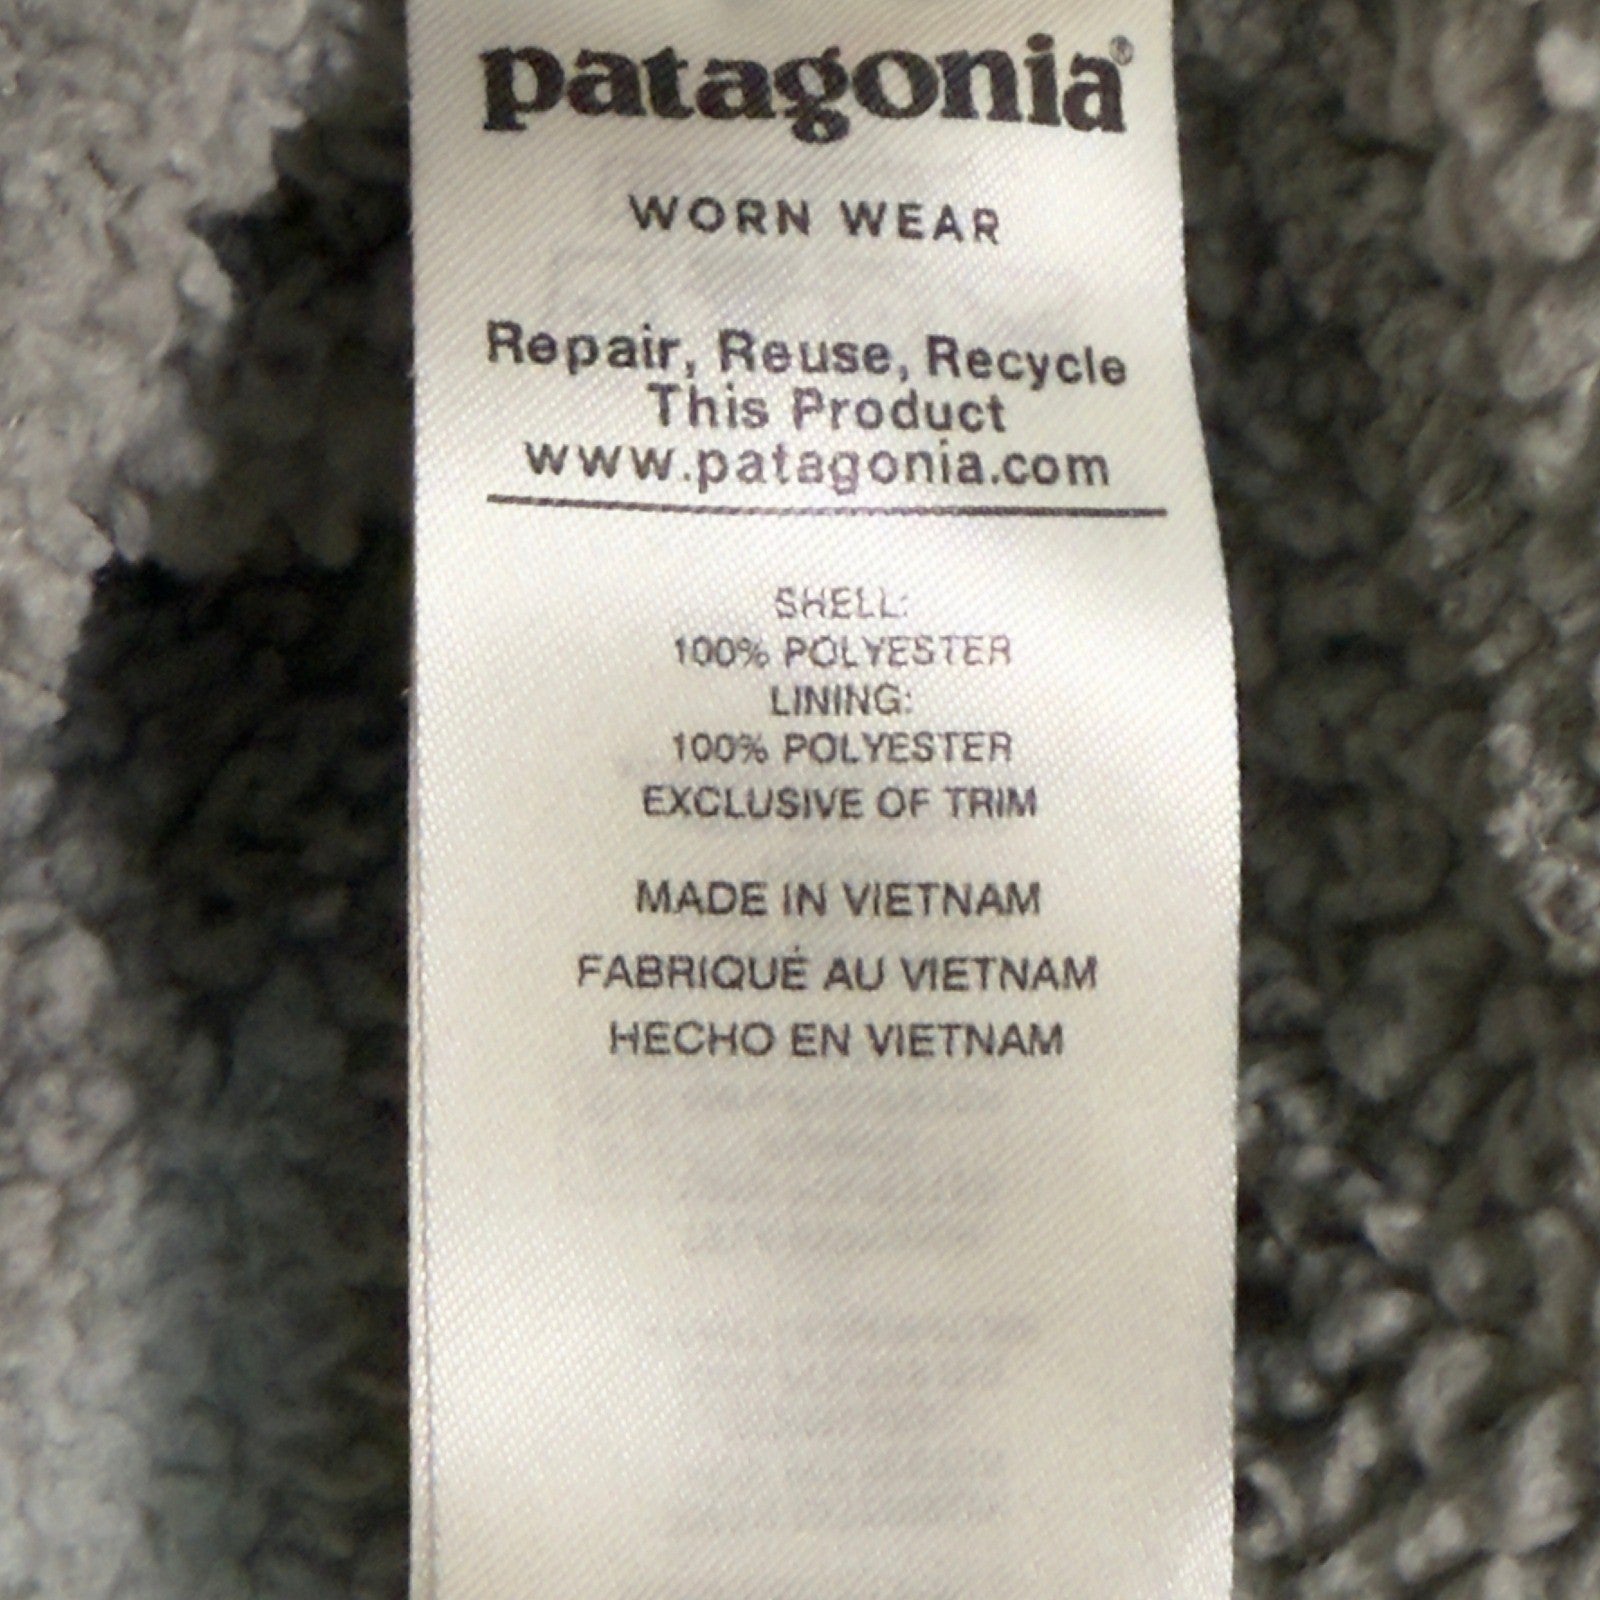 patagonia®
WORN WEAR
Repair, Reuse, Recycle
This Product
www.patagonia.com
SHELL:
100% POLYESTER
LINING:
100% POLYESTER
EXCLUSIVE OF TRIM
MADE IN VIETNAM
FABRIQUÉ AU VIETNAM
HECHO EN VIETNAM